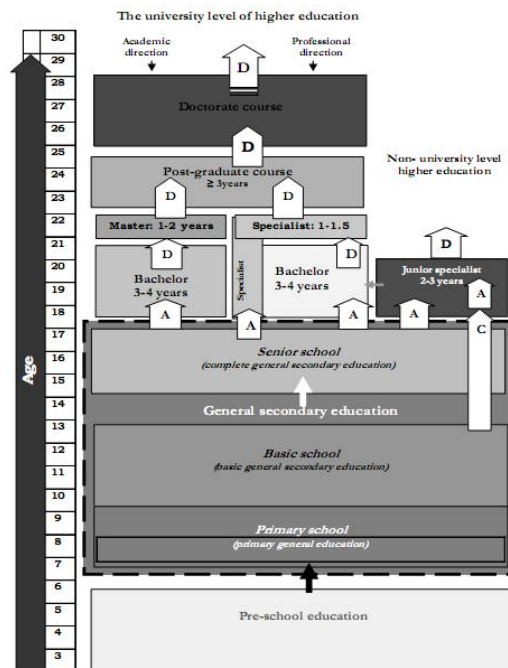 The university level of higher education
Academic
direction
Professional
direction
30
29
28
27
26
25
24
23
22
21
20
19
18
17
16
15
14
13
12
11
10
9
8
7
6
5
4
3
Age
D
Doctorate course
D
Post-graduate course
≥ 3years
Non- university level
higher education
D
D
Master: 1-2 years
Specialist: 1-1.5
D
D
D
Bachelor
3-4 years
Specialist
Bachelor
3-4 years
Junior specialist
2-3 years
A
A
A
A
A
C
Senior school
(complete general secondary education)
General secondary education
Basic school
(basic general secondary education)
Primary school
(primary general education)
Pre-school education